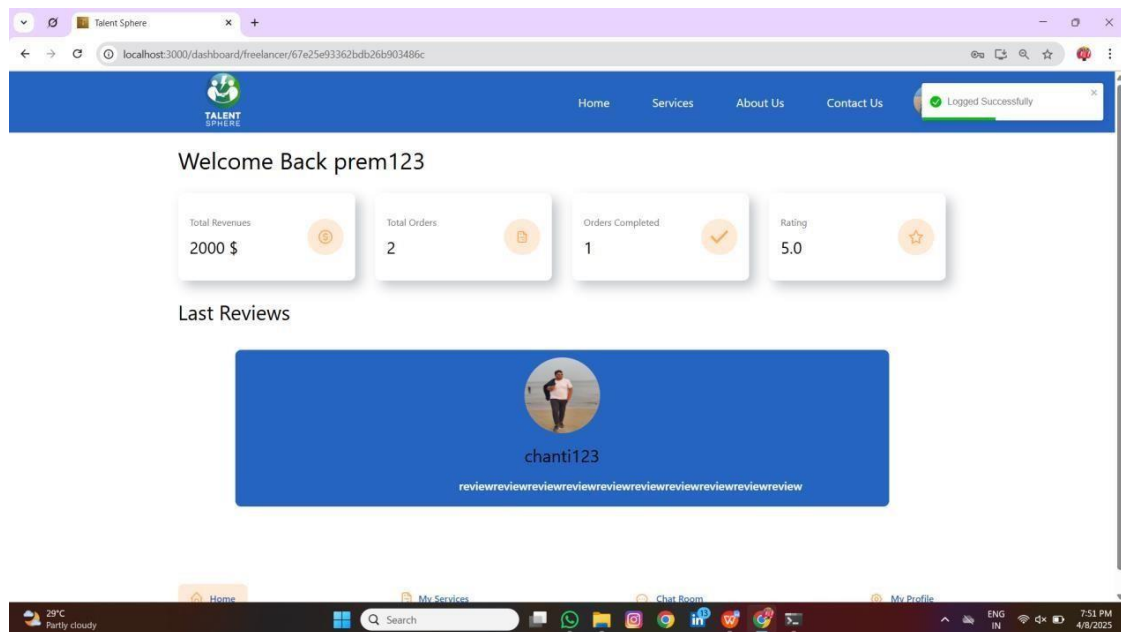 Talent Sphere
localhost:3000/dashboard/freelancer/67e25e93362bdb26b903486c
TALENT
SPHERE
Home
Services
About Us
Contact Us
Logged Successfully
Welcome Back prem123
Total Revenues
2000 $
Total Orders
2
Orders Completed
1
Rating
5.0
Last Reviews
chanti123
reviewreviewreviewreviewreviewreviewreviewreviewreviewreview
Home
My Services
Chat Room
My Profile
29°C
Partly cloudy
Search
ENG
IN
7:51 PM
4/8/2025